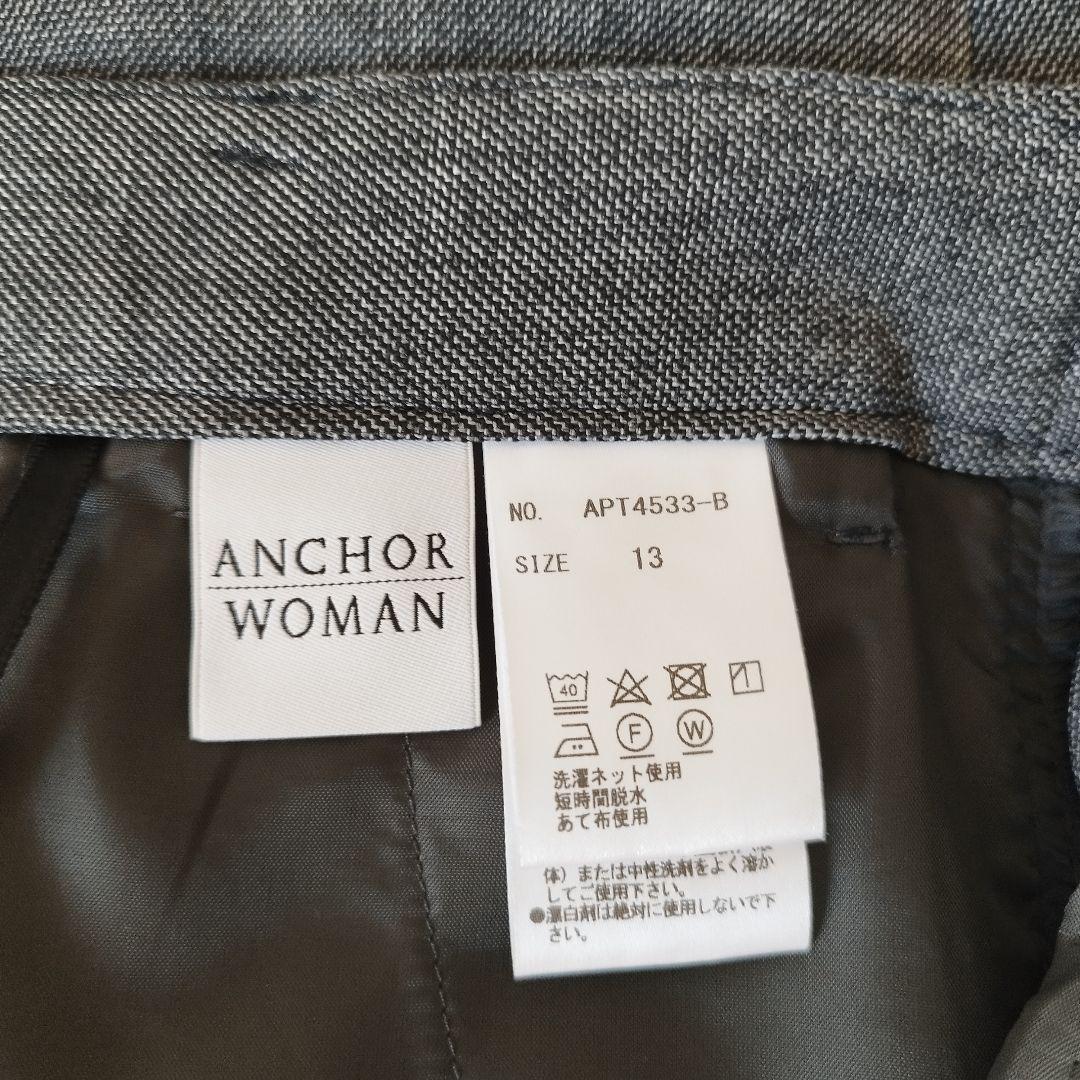 ANCHOR
WOMAN
NO. APT4533-B
SIZE 13
40
F W
洗濯ネット使用
短時間脱水
あて布使用
体）または中性洗剤をよく溶か
してご使用下さい。
●漂白剤は絶対に使用しないで下
さい。